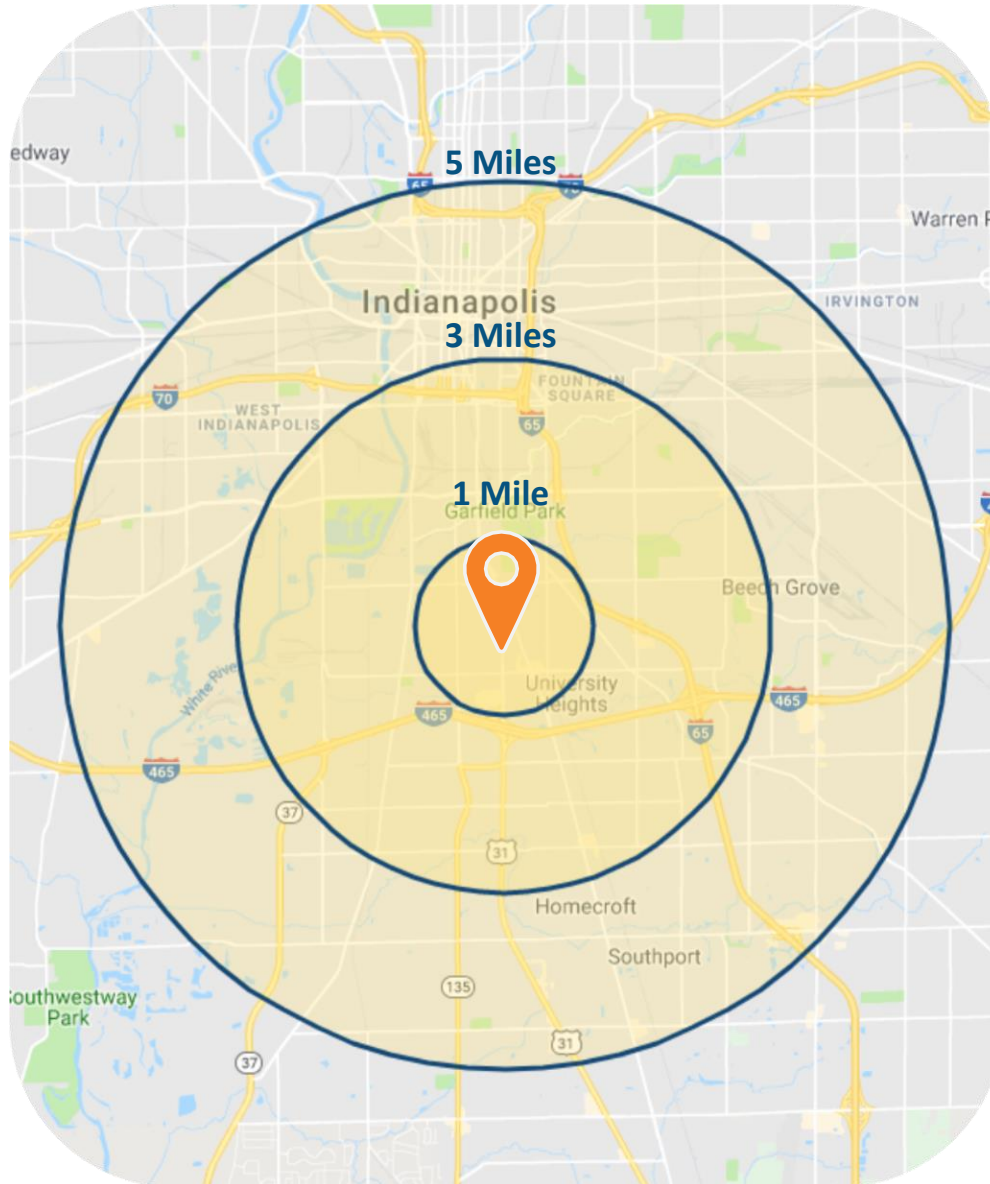 edway
5 Miles
65
70
Warren P
Indianapolis
IRVINGTON
3 Miles
FOUNTAIN
SQUARE
70
WEST
INDIANAPOLIS
65
1 Mile
Garfield Park
Beech Grove
White River
University
Heights
465
465
65
465
37
31
Homecroft
Southport
135
Southwestway
Park
31
37